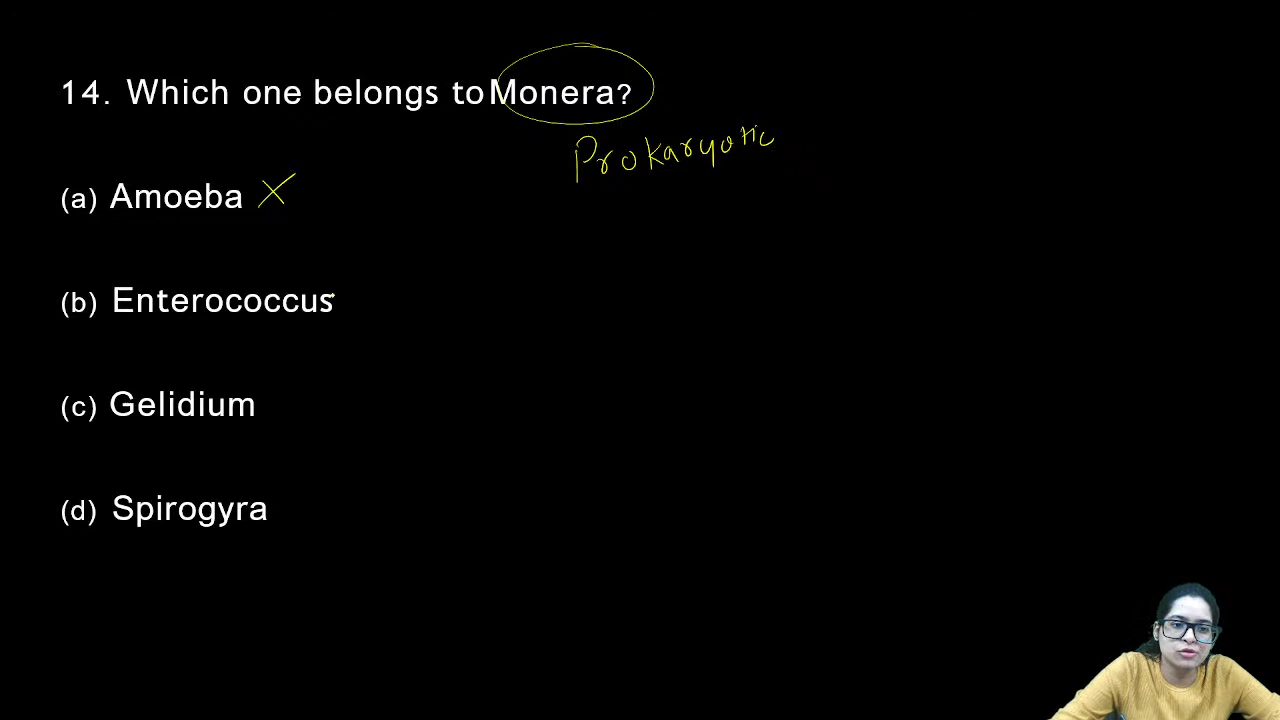 14. Which one belongs to Monera?
Prokaryotic
(a) Amoeba X
(b) Enterococcus
(c) Gelidium
(d) Spirogyra